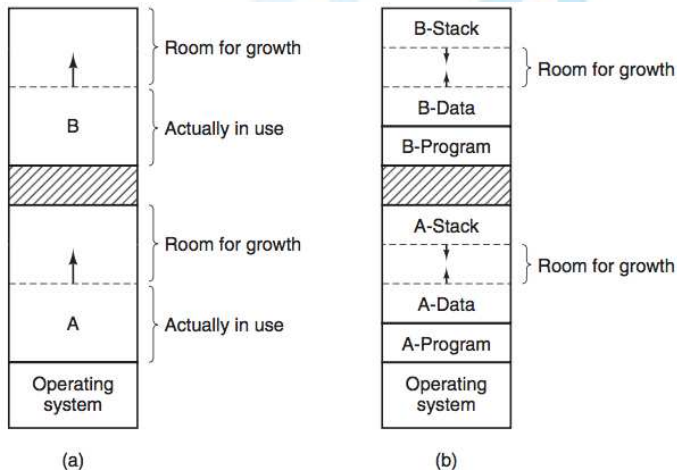 Room for growth
B
Actually in use
Room for growth
A
Actually in use
Operating
system
(a)
B-Stack
Room for growth
B-Data
B-Program
A-Stack
Room for growth
A-Data
A-Program
Operating
system
(b)